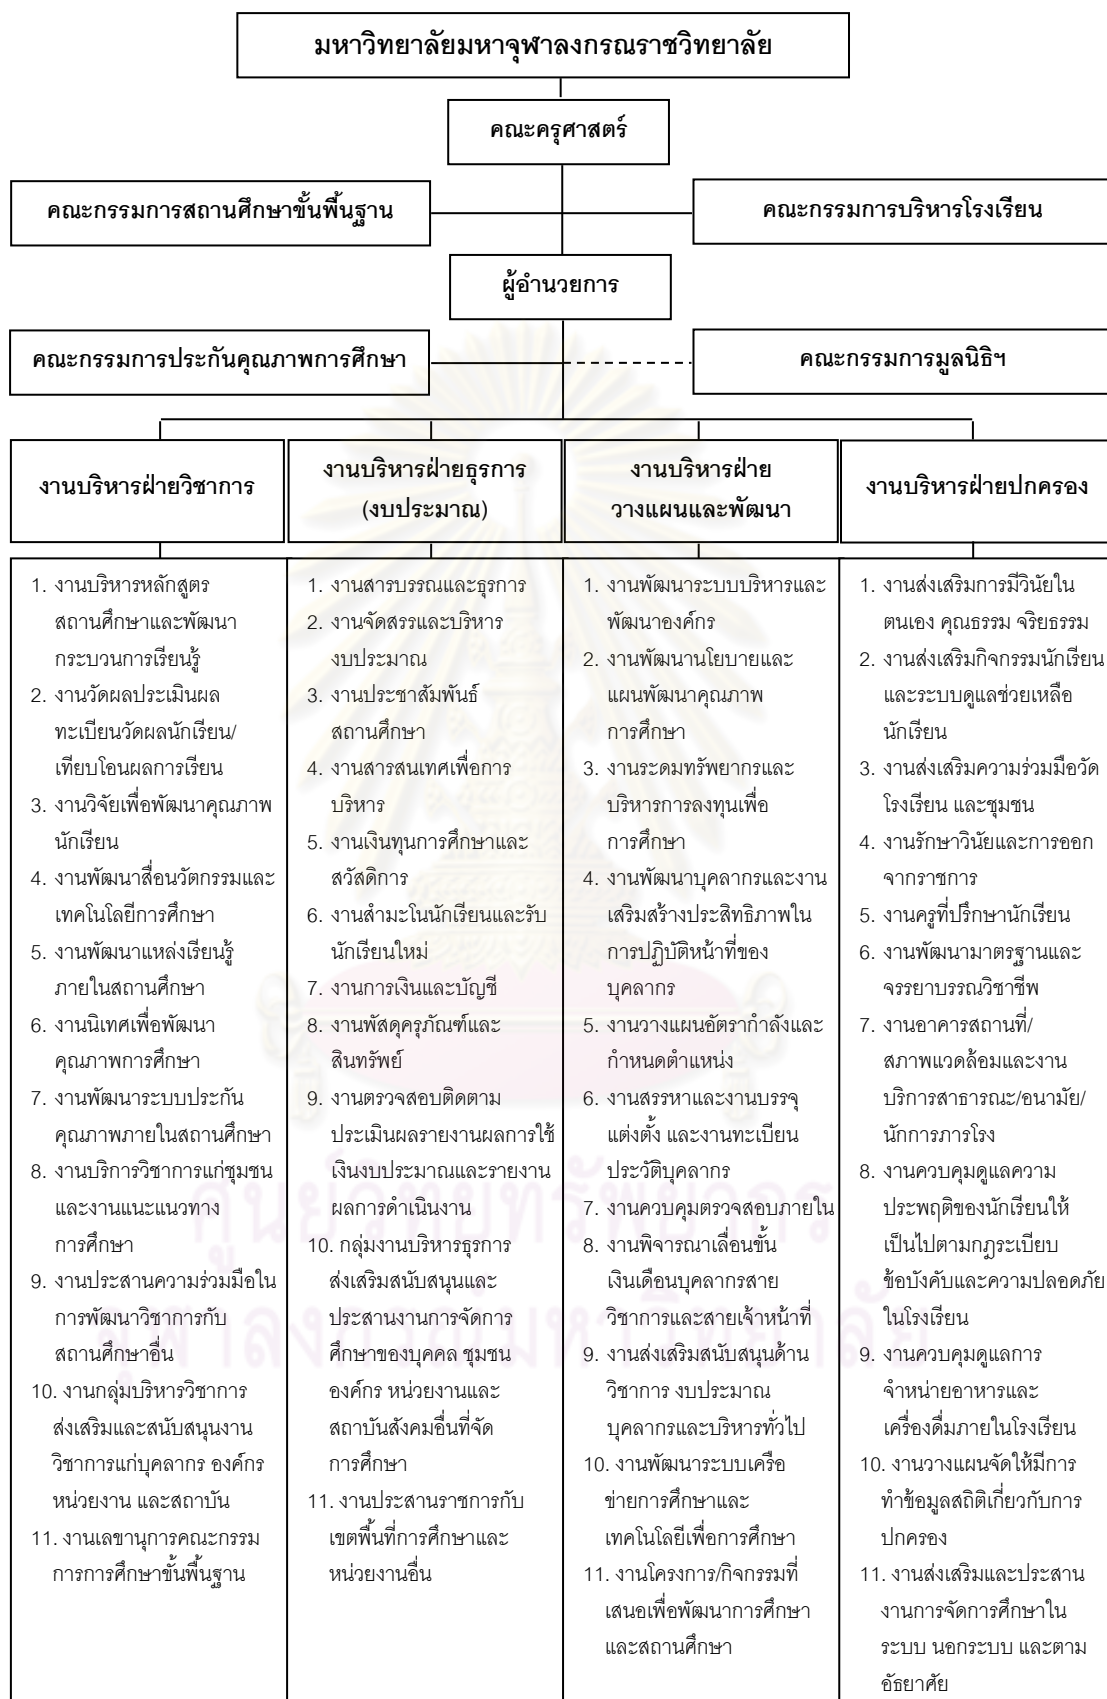 มหาวิทยาลัยมหาจุฬาลงกรณราชวิทยาลัย
คณะครุศาสตร์
คณะกรรมการสถานศึกษาขั้นพื้นฐาน
คณะกรรมการบริหารโรงเรียน
ผู้อำนวยการ
คณะกรรมการประกันคุณภาพการศึกษา
คณะกรรมการมูลนิธิฯ
งานบริหารฝ่ายวิชาการ
งานบริหารฝ่ายธุรการ
(งบประมาณ)
งานบริหารฝ่าย
วางแผนและพัฒนา
งานบริหารฝ่ายปกครอง
1. งานบริหารหลักสูตร
สถานศึกษาและพัฒนา
กระบวนการเรียนรู้
2. งานวัดผลประเมินผล
ทะเบียนวัดผลนักเรียน/
เทียบโอนผลการเรียน
3. งานวิจัยเพื่อพัฒนาคุณภาพ
นักเรียน
4. งานพัฒนาสื่อนวัตกรรมและ
เทคโนโลยีการศึกษา
5. งานพัฒนาแหล่งเรียนรู้
ภายในสถานศึกษา
6. งานนิเทศเพื่อพัฒนา
คุณภาพการศึกษา
7. งานพัฒนาระบบประกัน
คุณภาพภายในสถานศึกษา
8. งานบริการวิชาการแก่ชุมชน
และงานแนะแนวทาง
การศึกษา
9. งานประสานความร่วมมือใน
การพัฒนาวิชาการกับ
สถานศึกษาอื่น
10. งานกลุ่มบริหารวิชาการ
ส่งเสริมและสนับสนุนงาน
วิชาการแก่บุคลากร องค์กร
หน่วยงาน และสถาบัน
11. งานเลขานุการคณะกรรม
การการศึกษาขั้นพื้นฐาน
1. งานสารบรรณและธุรการ
2. งานจัดสรรและบริหาร
งบประมาณ
3. งานประชาสัมพันธ์
สถานศึกษา
4. งานสารสนเทศเพื่อการ
บริหาร
5. งานเงินทุนการศึกษาและ
สวัสดิการ
6. งานสำมะโนนักเรียนและรับ
นักเรียนใหม่
7. งานการเงินและบัญชี
8. งานพัสดุครุภัณฑ์และ
สินทรัพย์
9. งานตรวจสอบติดตาม
ประเมินผลรายงานผลการใช้
เงินงบประมาณและรายงาน
ผลการดำเนินงาน
10. กลุ่มงานบริหารธุรการ
ส่งเสริมสนับสนุนและ
ประสานงานการจัดการ
ศึกษาของบุคคล ชุมชน
องค์กร หน่วยงานและ
สถาบันสังคมอื่นที่จัด
การศึกษา
11. งานประสานราชการกับ
เขตพื้นที่การศึกษาและ
หน่วยงานอื่น
1. งานพัฒนาระบบบริหารและ
พัฒนาองค์กร
2. งานพัฒนานโยบายและ
แผนพัฒนาคุณภาพ
การศึกษา
3. งานระดมทรัพยากรและ
บริหารการลงทุนเพื่อ
การศึกษา
4. งานพัฒนาบุคลากรและงาน
เสริมสร้างประสิทธิภาพใน
การปฏิบัติหน้าที่ของ
บุคลากร
5. งานวางแผนอัตรากำลังและ
กำหนดตำแหน่ง
6. งานสรรหาและงานบรรจุ
แต่งตั้ง และงานทะเบียน
ประวัติบุคลากร
7. งานควบคุมตรวจสอบภายใน
8. งานพิจารณาเลื่อนขั้น
เงินเดือนบุคลากรสาย
วิชาการและสายเจ้าหน้าที่
9. งานส่งเสริมสนับสนุนด้าน
วิชาการ งบประมาณ
บุคลากรและบริหารทั่วไป
10. งานพัฒนาระบบเครือ
ข่ายการศึกษาและ
เทคโนโลยีเพื่อการศึกษา
11. งานโครงการ/กิจกรรมที่
เสนอเพื่อพัฒนาการศึกษา
และสถานศึกษา
1. งานส่งเสริมการมีวินัยใน
ตนเอง คุณธรรม จริยธรรม
2. งานส่งเสริมกิจกรรมนักเรียน
และระบบดูแลช่วยเหลือ
นักเรียน
3. งานส่งเสริมความร่วมมือวัด
โรงเรียน และชุมชน
4. งานรักษาวินัยและการออก
จากราชการ
5. งานครูที่ปรึกษานักเรียน
6. งานพัฒนามาตรฐานและ
จรรยาบรรณวิชาชีพ
7. งานอาคารสถานที่/
สภาพแวดล้อมและงาน
บริการสาธารณะ/อนามัย/
นักการภารโรง
8. งานควบคุมดูแลความ
ประพฤติของนักเรียนให้
เป็นไปตามกฎระเบียบ
ข้อบังคับและความปลอดภัย
ในโรงเรียน
9. งานควบคุมดูแลการ
จำหน่ายอาหารและ
เครื่องดื่มภายในโรงเรียน
10. งานวางแผนจัดให้มีการ
ทำข้อมูลสถิติเกี่ยวกับการ
ปกครอง
11. งานส่งเสริมและประสาน
งานการจัดการศึกษาใน
ระบบ นอกระบบ และตาม
อัธยาศัย
ศูนย์วิทยทรัพยากร
จุฬาลงกรณ์มหาวิทยาลัย